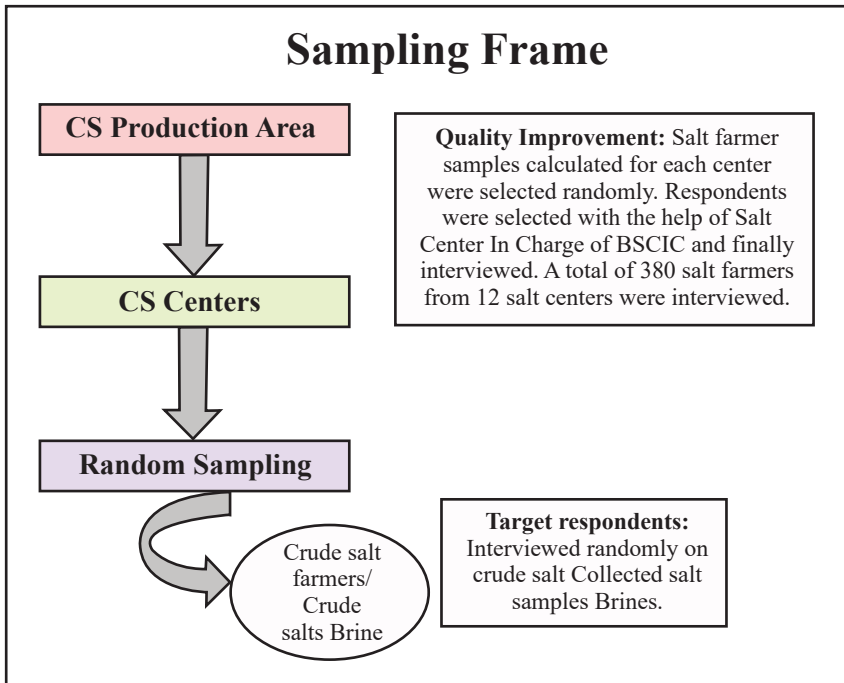 Sampling Frame
CS Production Area
Quality Improvement: Salt farmer
samples calculated for each center
were selected randomly. Respondents
were selected with the help of Salt
Center In Charge of BSCIC and finally
interviewed. A total of 380 salt farmers
from 12 salt centers were interviewed.
CS Centers
Random Sampling
Crude salt
farmers/
Crude
salts Brine
Target respondents:
Interviewed randomly on
crude salt Collected salt
samples Brines.